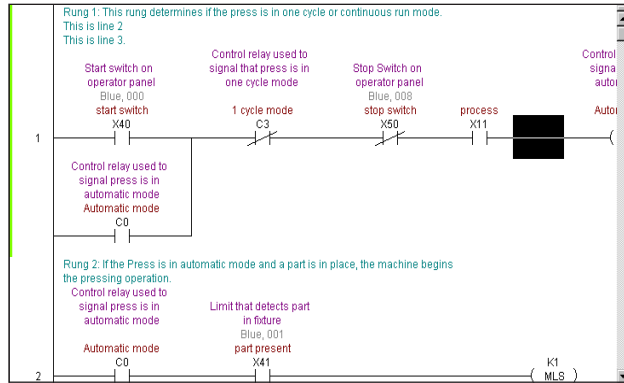 Rung 1: This rung determines if the press is in one cycle or continuous run mode.
This is line 2
This is line 3.
Start switch on
operator panel
Blue, 000
start switch
X40
Control relay used to
signal that press is in
one cycle mode
1 cycle mode
C3
Stop Switch on
operator panel
Blue, 008
stop switch
X50
process
X11
Control
signa
autor
Autor
1
Control relay used to
signal press is in
automatic mode
Automatic mode
C0
Rung 2: If the Press is in automatic mode and a part is in place, the machine begins
the pressing operation.
Control relay used to
signal press is in
automatic mode
Automatic mode
C0
Limit that detects part
in fixture
Blue, 001
part present
X41
K1
( MLS )
2